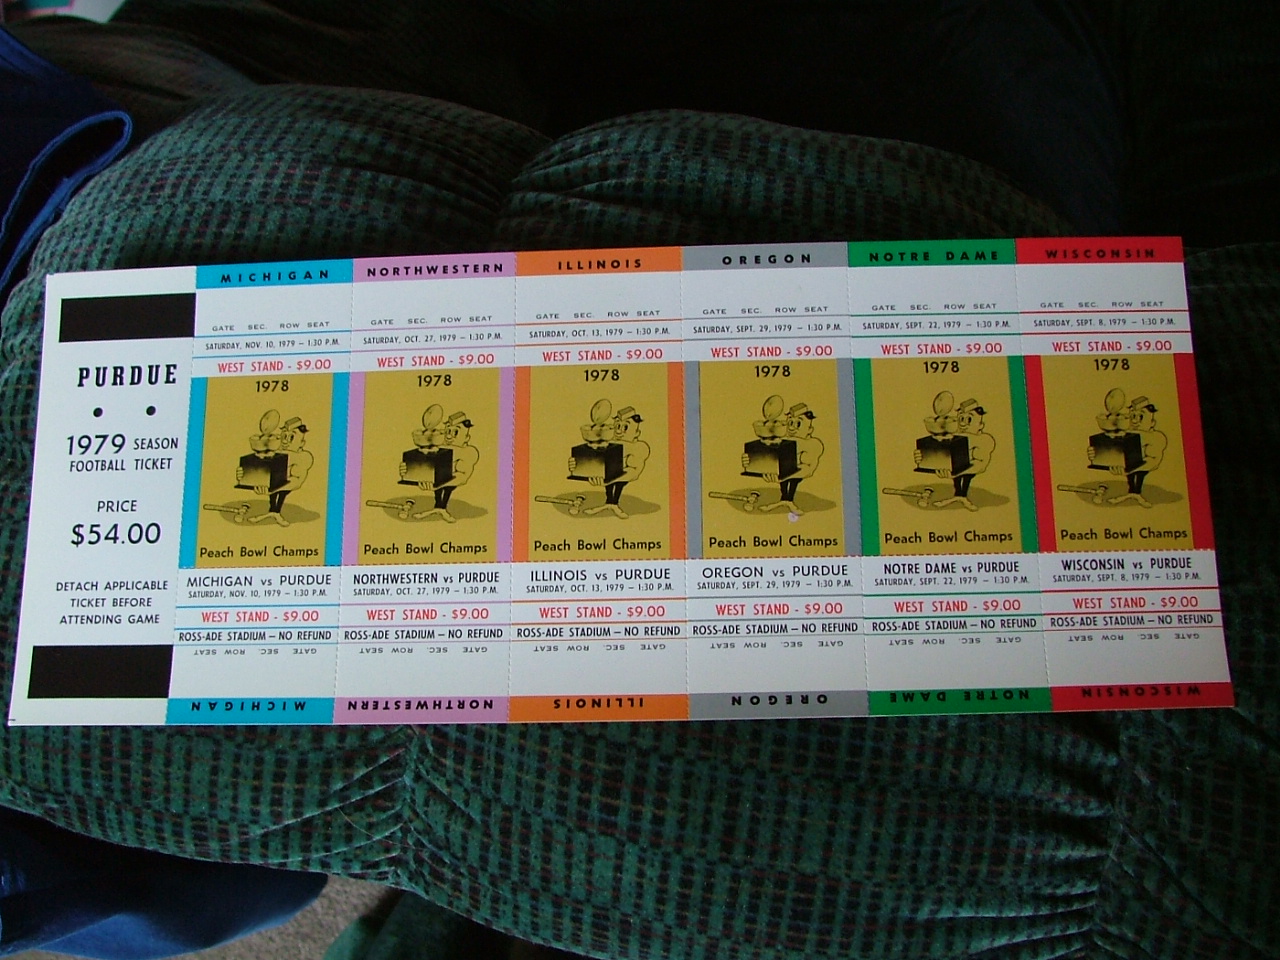 PURDUE
1979 SEASON
FOOTBALL TICKET
PRICE
$54.00
DETACH APPLICABLE
TICKET BEFORE
ATTENDING GAME
MICHIGAN
GATE SEC. ROW SEAT
SATURDAY, NOV. 10, 1979 — 1:30 P.M.
WEST STAND - $9.00
1978
Peach Bowl Champs
MICHIGAN vs PURDUE
SATURDAY, NOV. 10, 1979 — 1:30 P.M.
WEST STAND - $9.00
ROSS-ADE STADIUM — NO REFUND
GATE SEC. ROW SEAT
MICHIGAN
NORTHWESTERN
GATE SEC. ROW SEAT
SATURDAY, OCT. 27, 1979 — 1:30 P.M.
WEST STAND - $9.00
1978
Peach Bowl Champs
NORTHWESTERN vs PURDUE
SATURDAY, OCT. 27, 1979 — 1:30 P.M.
WEST STAND - $9.00
ROSS-ADE STADIUM — NO REFUND
GATE SEC. ROW SEAT
NORTHWESTERN
ILLINOIS
GATE SEC. ROW SEAT
SATURDAY, OCT. 13, 1979 — 1:30 P.M.
WEST STAND - $9.00
1978
Peach Bowl Champs
ILLINOIS vs PURDUE
SATURDAY, OCT. 13, 1979 — 1:30 P.M.
WEST STAND - $9.00
ROSS-ADE STADIUM — NO REFUND
GATE SEC. ROW SEAT
ILLINOIS
OREGON
GATE SEC. ROW SEAT
SATURDAY, SEPT. 29, 1979 — 1:30 P.M.
WEST STAND - $9.00
1978
Peach Bowl Champs
OREGON vs PURDUE
SATURDAY, SEPT. 29, 1979 — 1:30 P.M.
WEST STAND - $9.00
ROSS-ADE STADIUM — NO REFUND
GATE SEC. ROW SEAT
OREGON
NOTRE DAME
GATE SEC. ROW SEAT
SATURDAY, SEPT. 22, 1979 — 1:30 P.M.
WEST STAND - $9.00
1978
Peach Bowl Champs
NOTRE DAME vs PURDUE
SATURDAY, SEPT. 22, 1979 — 1:30 P.M.
WEST STAND - $9.00
ROSS-ADE STADIUM — NO REFUND
GATE SEC. ROW SEAT
NOTRE DAME
WISCONSIN
GATE SEC. ROW SEAT
SATURDAY, SEPT. 8, 1979 — 1:30 P.M.
WEST STAND - $9.00
1978
Peach Bowl Champs
WISCONSIN vs PURDUE
SATURDAY, SEPT. 8, 1979 — 1:30 P.M.
WEST STAND - $9.00
ROSS-ADE STADIUM — NO REFUND
GATE SEC. ROW SEAT
WISCONSIN